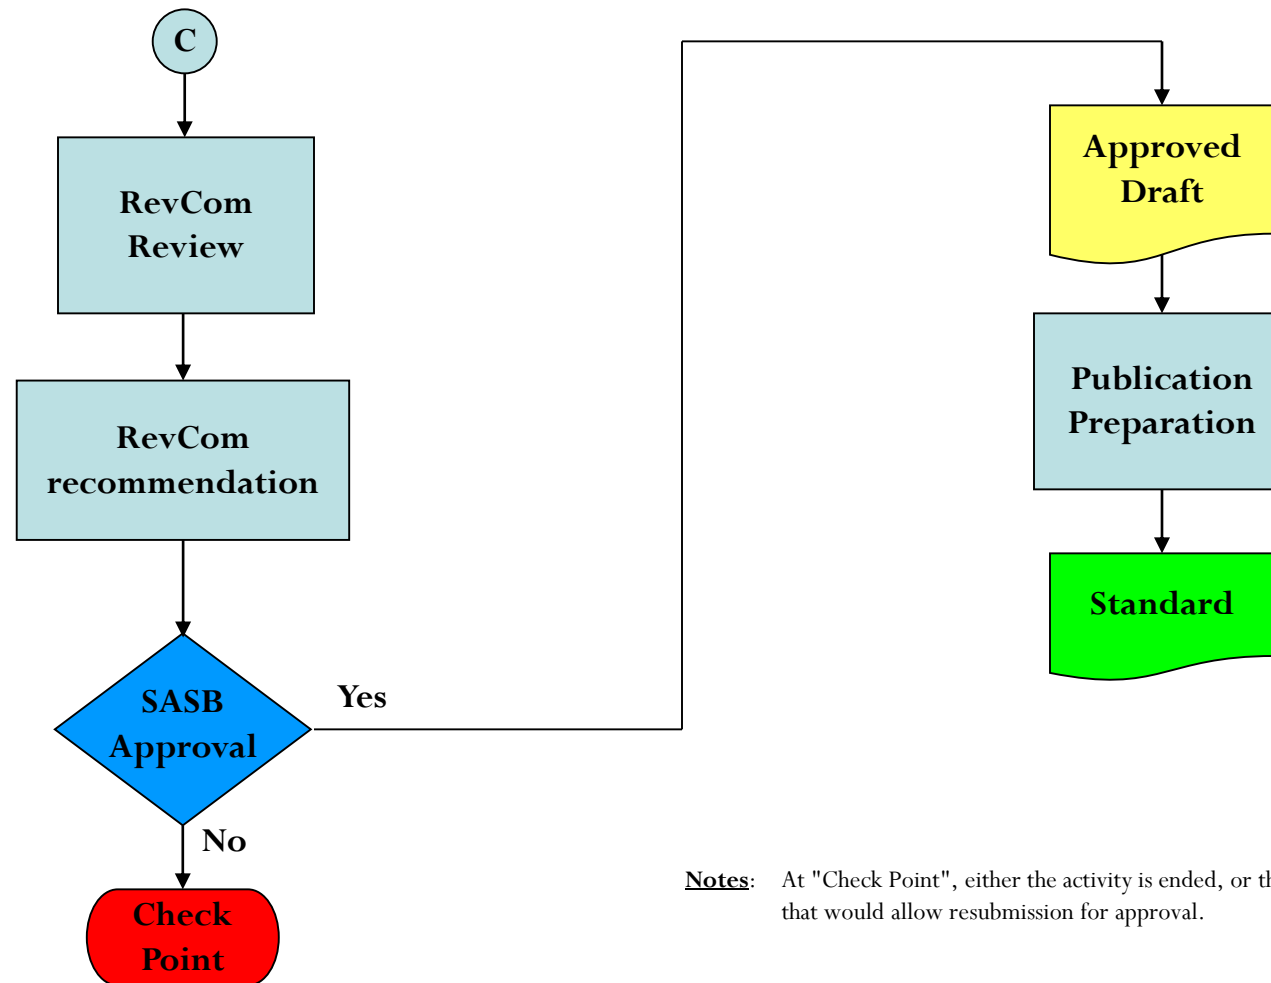 C
RevCom
Review
RevCom
recommendation
SASB
Approval
Yes
No
Check
Point
Approved
Draft
Publication
Preparation
Standard
Notes: At "Check Point", either the activity is ended, or
that would allow resubmission for approval.